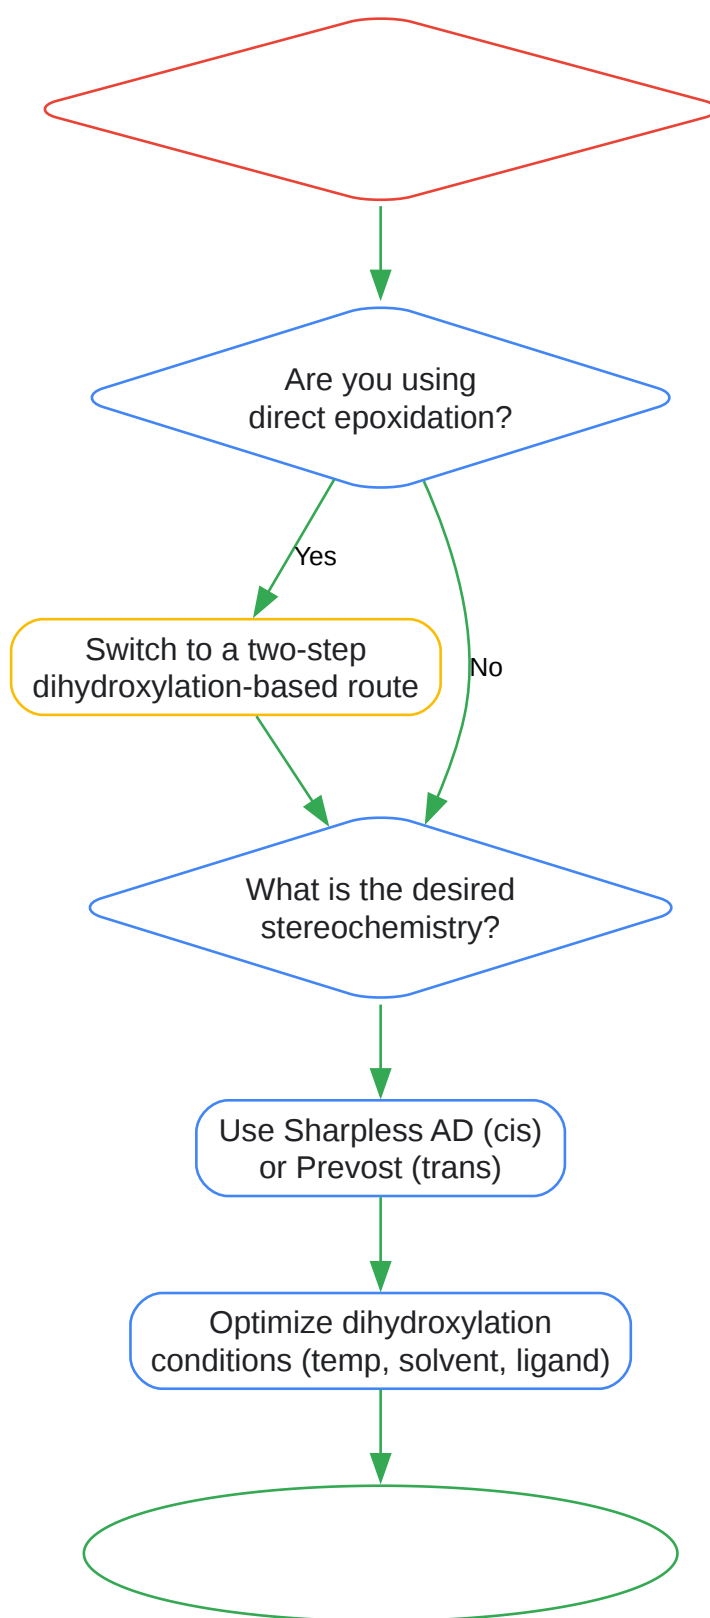 Are you using
direct epoxidation?
Yes
Switch to a two-step
dihydroxylation-based route
No
What is the desired
stereochemistry?
Use Sharpless AD (cis)
or Prevost (trans)
Optimize dihydroxylation
conditions (temp, solvent, ligand)